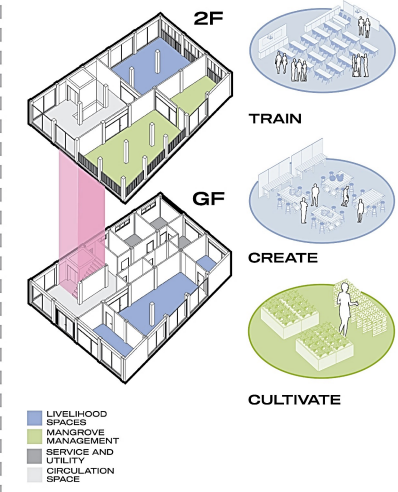 2F
TRAIN
GF
CREATE
CULTIVATE
LIVELIHOOD
SPACES
MANGROVE
MANAGEMENT
SERVICE AND
UTILITY
CIRCULATION
SPACE